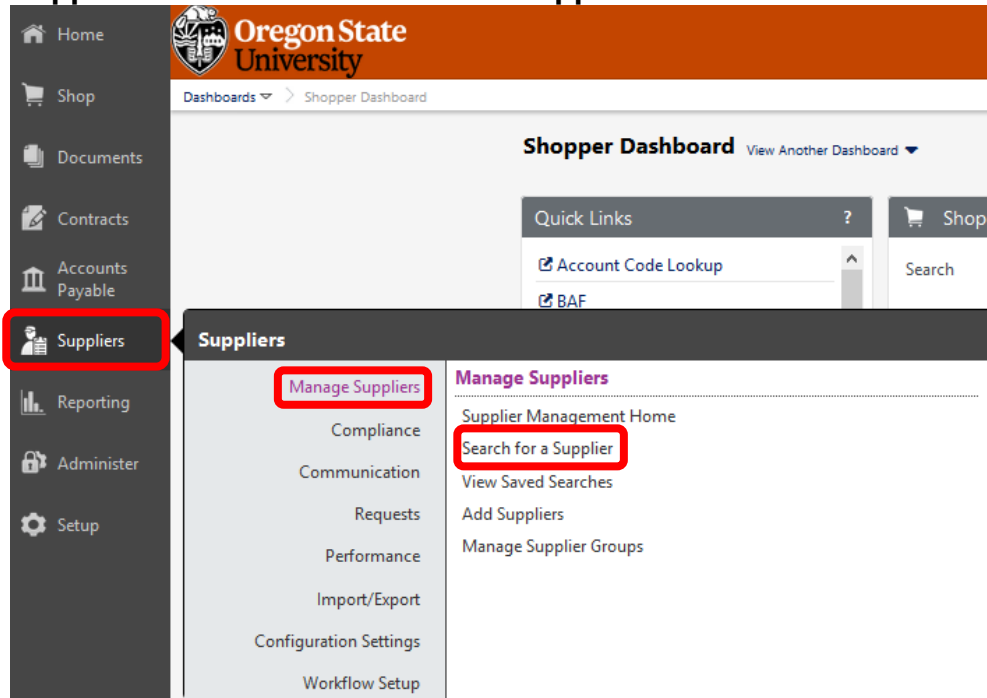 Home
Oregon State
University
Shop
Dashboards > Shopper Dashboard
Documents
Shopper Dashboard View Another Dashboard
Contracts
Quick Links ? Shop
Accounts
Payable
Account Code Lookup
Search
BAF
Suppliers
Suppliers
Manage Suppliers
Manage Suppliers
Reporting
Supplier Management Home
Compliance
Search for a Supplier
Administer
Communication
View Saved Searches
Requests
Add Suppliers
Setup
Performance
Manage Supplier Groups
Import/Export
Configuration Settings
Workflow Setup